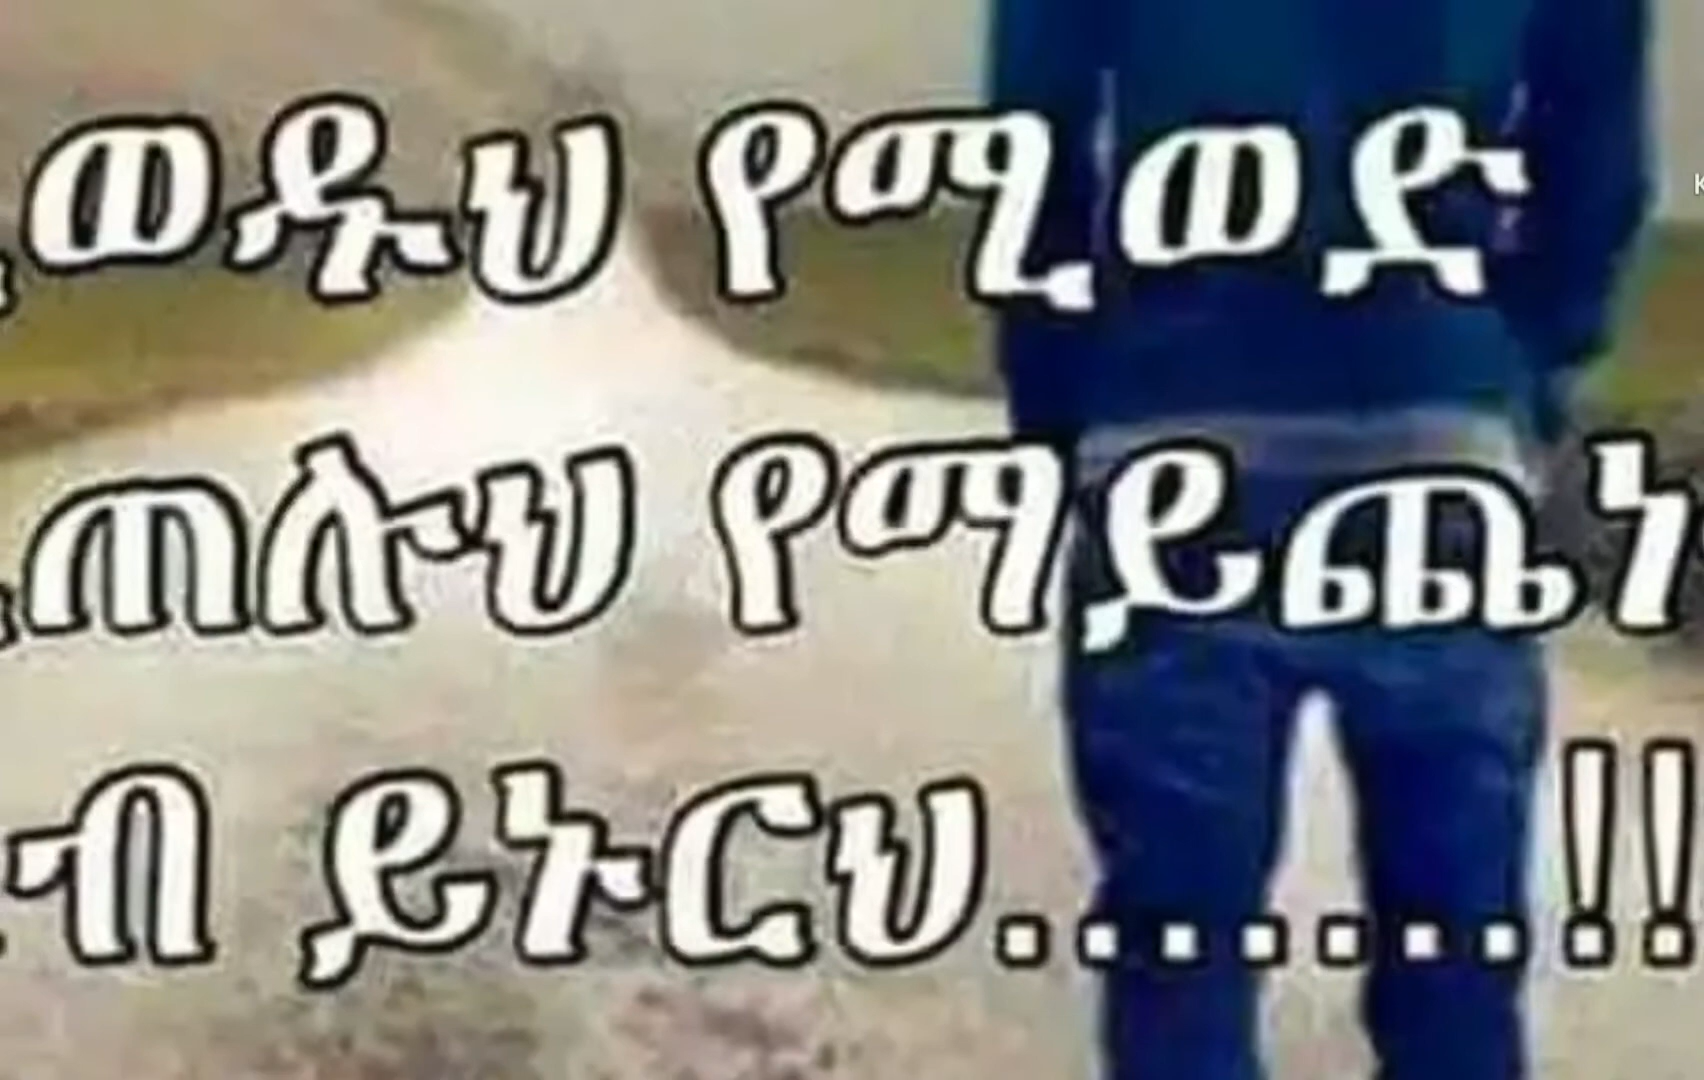 ወዱህ የሚወድ
ጠሉህ የማይጨነ
ብ ይኑርህ.......!!